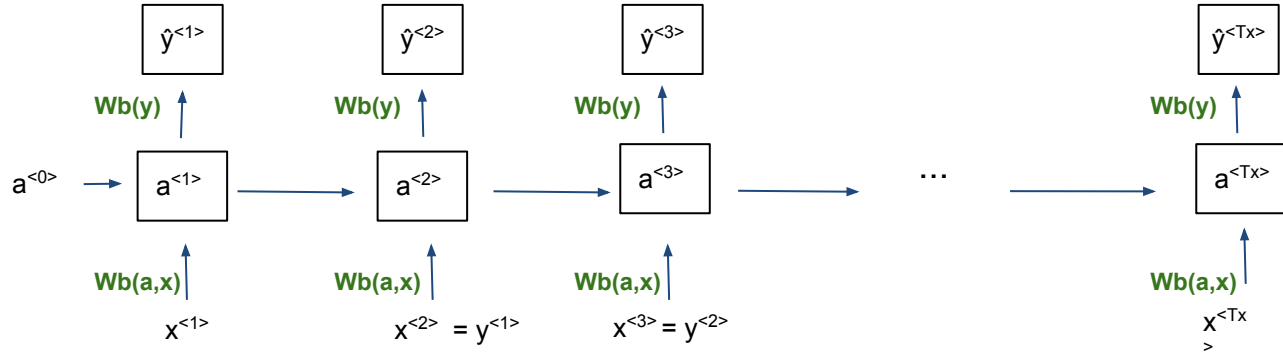 ŷ<1> ŷ<2> ŷ<3> ŷ<Tx>
Wb(y) Wb(y) Wb(y) Wb(y)
a<0> a<1> a<2> a<3> ... a<Tx>
Wb(a,x) Wb(a,x) Wb(a,x) Wb(a,x)
x<1> x<2> = y<1> x<3> = y<2> x<Tx
>